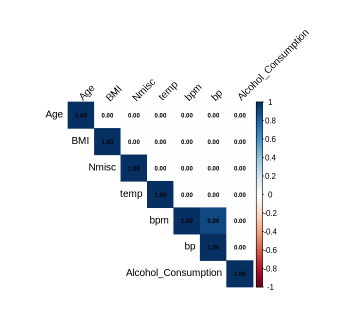 Age BMI Nmisc temp bpm bp Alcohol_Consumption
Age 1.00 0.00 0.00 0.00 0.00 0.00 0.00
BMI 1.00 0.00 0.00 0.00 0.00 0.00
Nmisc 1.00 0.00 0.00 0.00 0.00
temp 1.00 0.00 0.00 0.00
bpm 1.00 0.00
bp 1.00 0.00
Alcohol_Consumption 1.00
1
0.8
0.6
0.4
0.2
0
-0.2
-0.4
-0.6
-0.8
-1